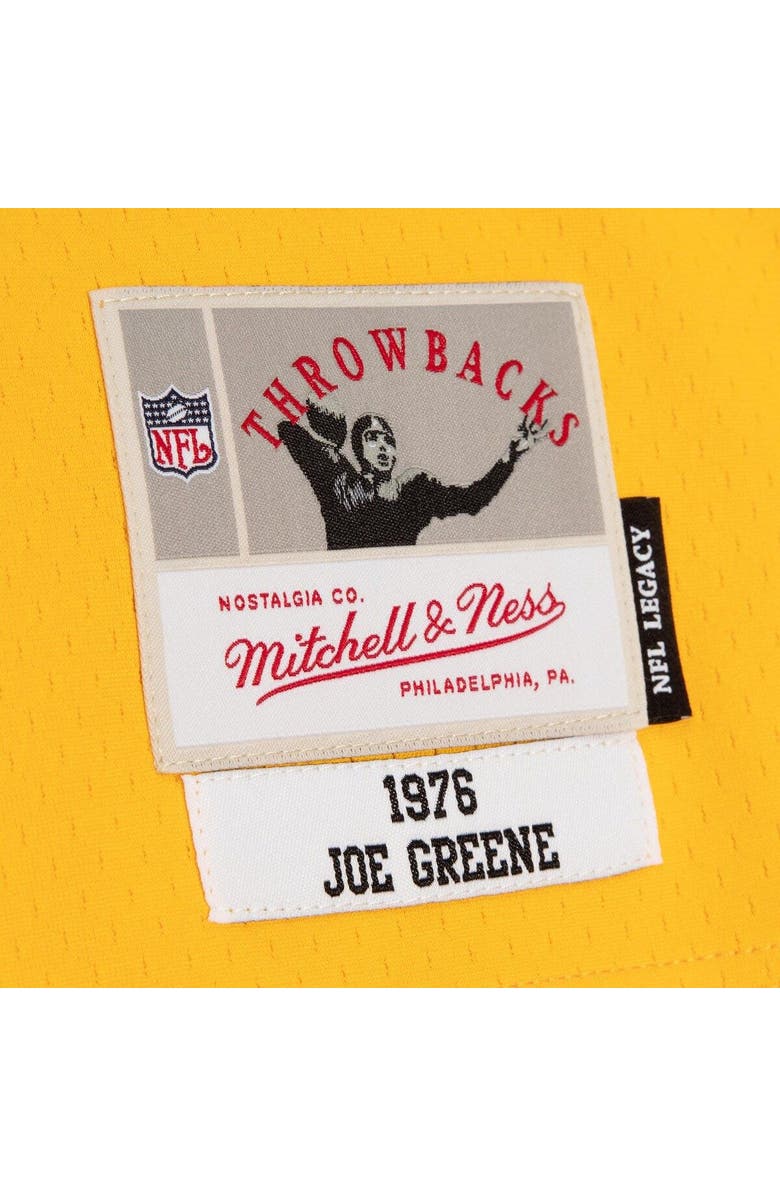 THROWBACKS
NFL
NOSTALGIA CO.
Mitchell & Ness
PHILADELPHIA, PA.
NFL LEGACY
1976
JOE GREENE